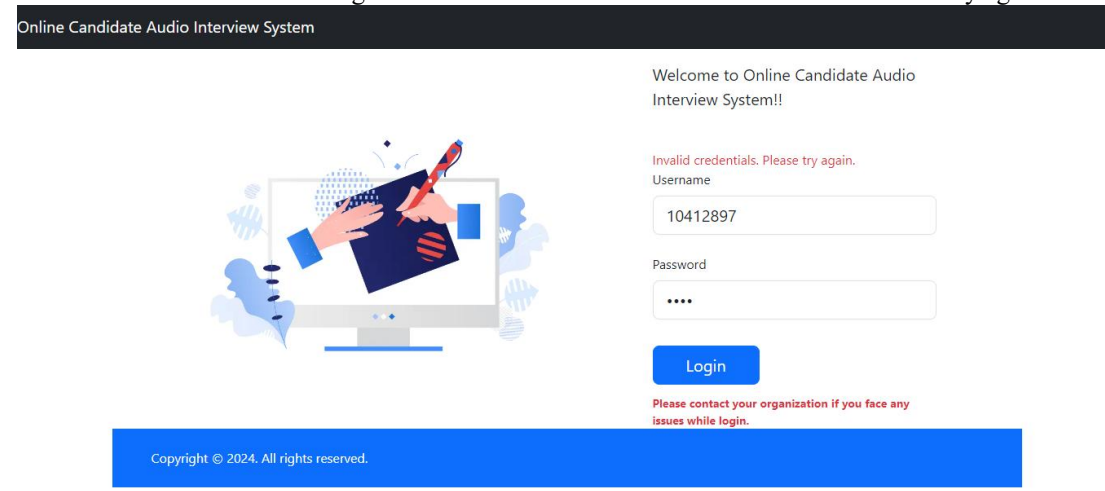 Online Candidate Audio Interview System
Welcome to Online Candidate Audio
Interview System!!
Invalid credentials. Please try again.
Username
10412897
Password
••••
Login
Please contact your organization if you face any
issues while login.
Copyright © 2024. All rights reserved.